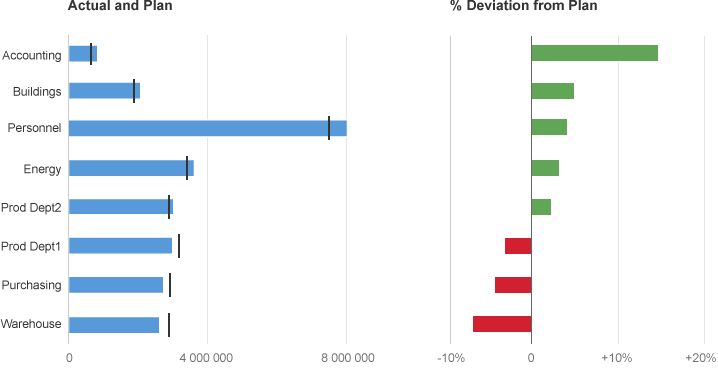 Actual and Plan
% Deviation from Plan
Accounting
Buildings
Personnel
Energy
Prod Dept2
Prod Dept1
Purchasing
Warehouse
0 4 000 000 8 000 000
-10% 0 +10% +20%